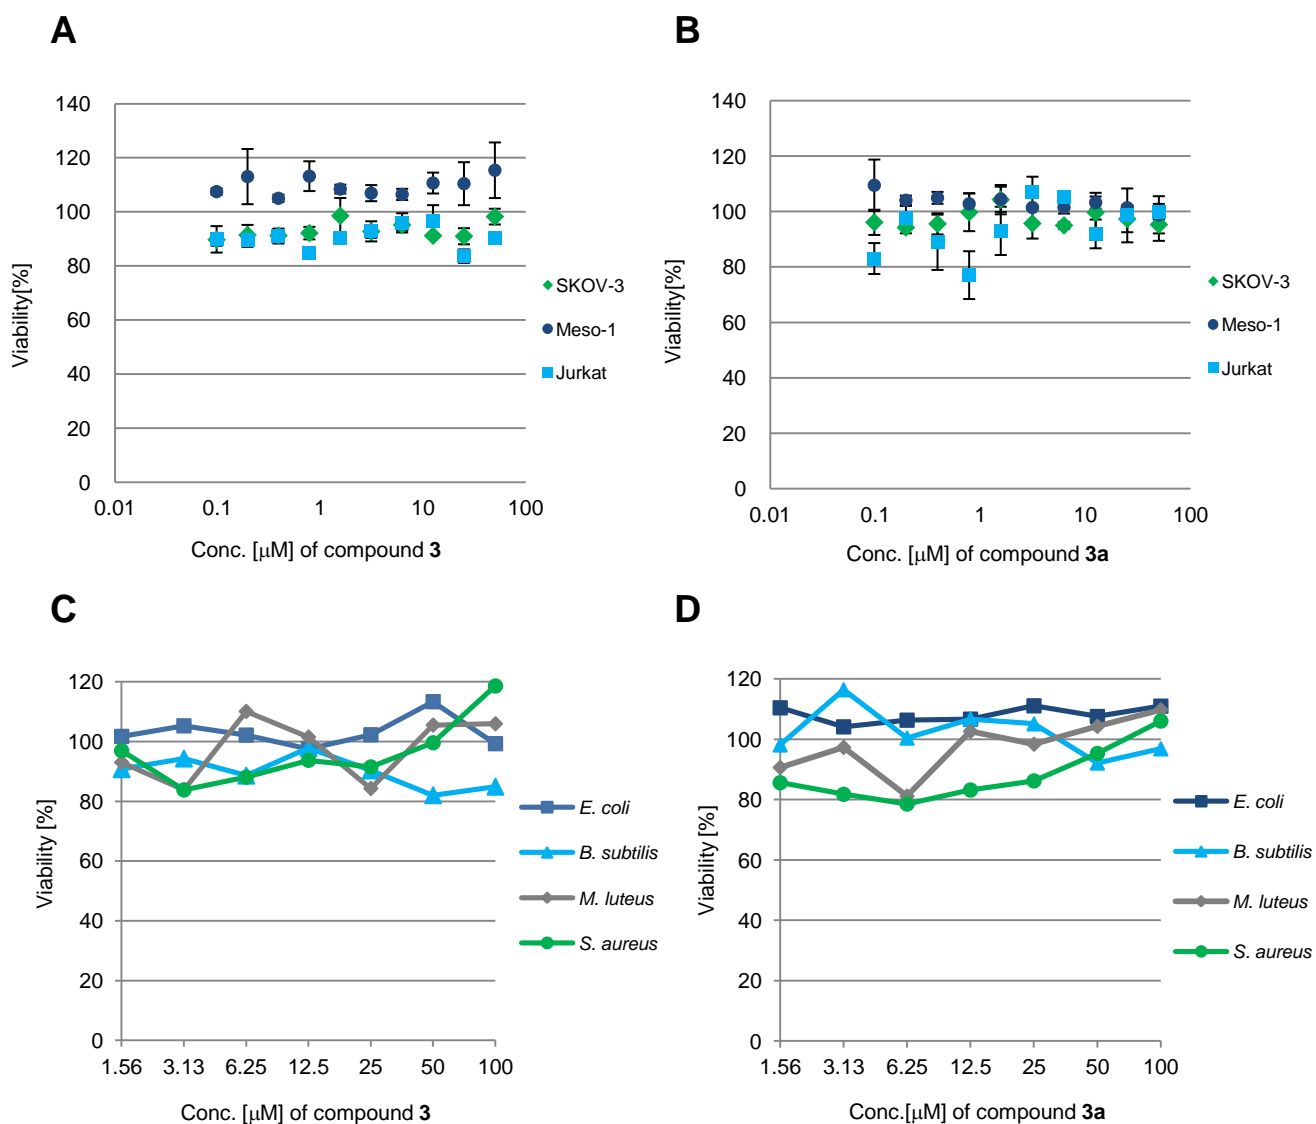 A
140
120
100
80
60
40
20
0
Viability[%]
0.01 0.1 1 10 100
Conc. [μM] of compound 3
SKOV-3
Meso-1
Jurkat
B
140
120
100
80
60
40
20
0
Viability[%]
0.01 0.1 1 10 100
Conc. [μM] of compound 3a
SKOV-3
Meso-1
Jurkat
C
120
100
80
60
40
20
0
Viability [%]
1.56 3.13 6.25 12.5 25 50 100
Conc. [μM] of compound 3
E. coli
B. subtilis
M. luteus
S. aureus
D
120
100
80
60
40
20
0
Viability [%]
1.56 3.13 6.25 12.5 25 50 100
Conc.[μM] of compound 3a
E. coli
B. subtilis
M. luteus
S. aureus